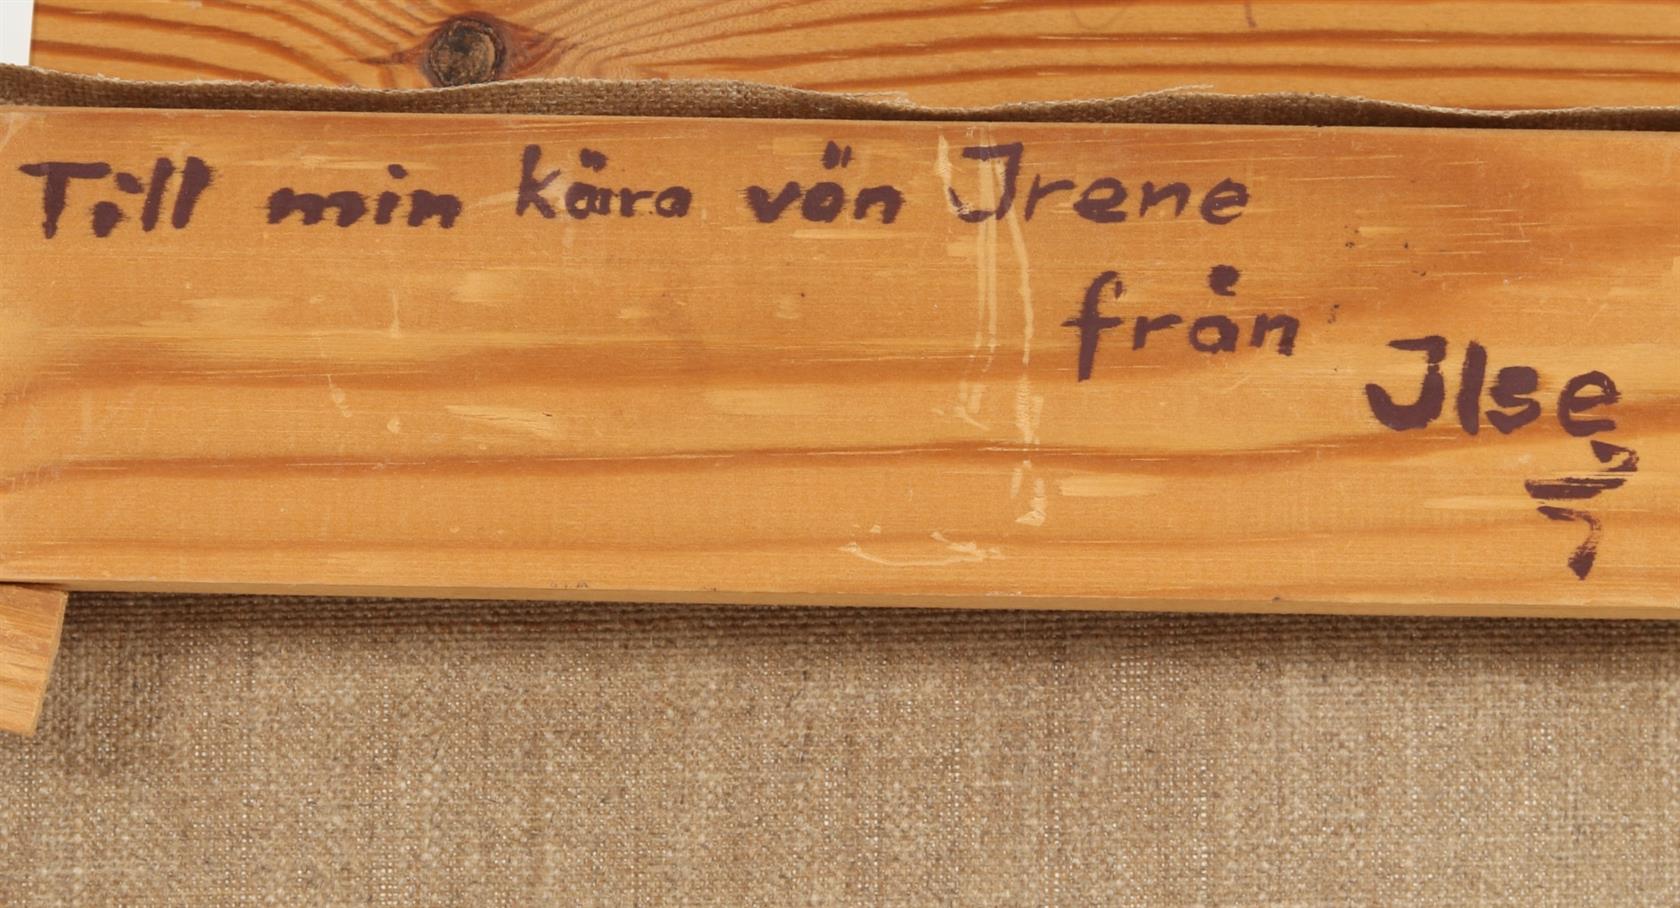 Till min kära vän Irene
från
Ilse